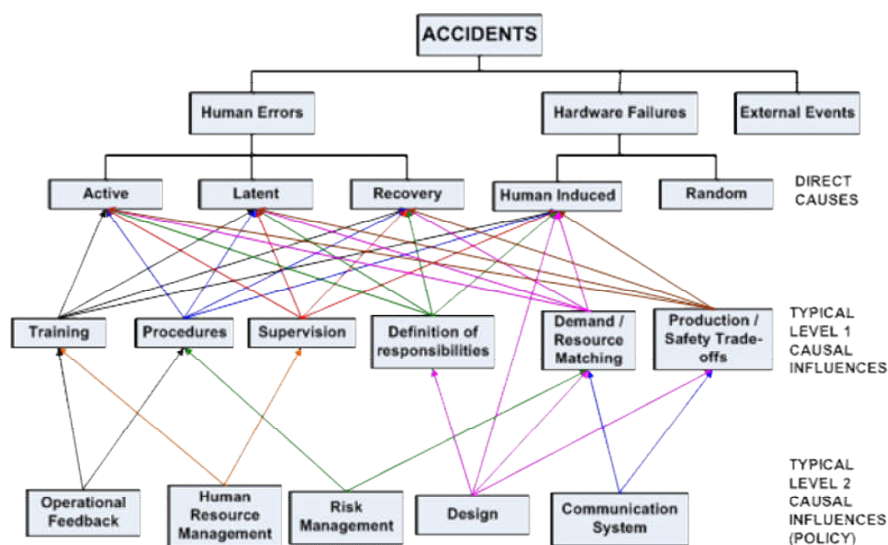 ACCIDENTS
Human Errors
Hardware Failures
External Events
Active
Latent
Recovery
Human Induced
Random
DIRECT
CAUSES
Training
Procedures
Supervision
Definition of
responsibilities
Demand /
Resource
Matching
Production /
Safety Trade-
offs
TYPICAL
LEVEL 1
CAUSAL
INFLUENCES
Operational
Feedback
Human
Resource
Management
Risk
Management
Design
Communication
System
TYPICAL
LEVEL 2
CAUSAL
INFLUENCES
(POLICY)